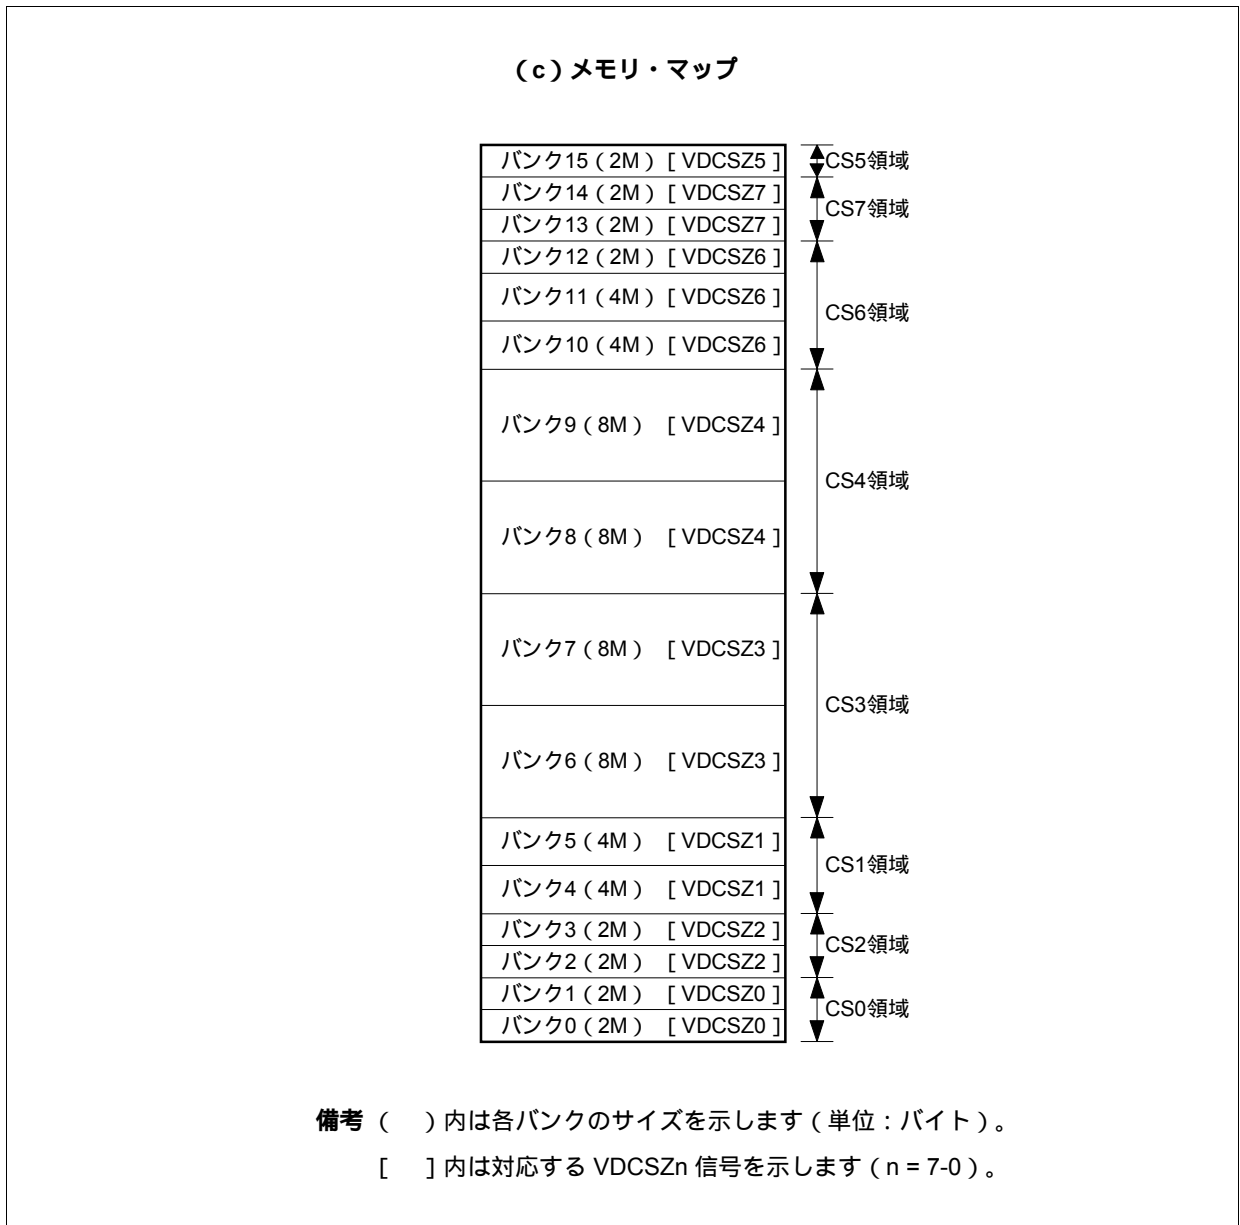 （c）メモリ・マップ
バンク15（2M）［VDCSZ5］
CS5領域
バンク14（2M）［VDCSZ7］
バンク13（2M）［VDCSZ7］
CS7領域
バンク12（2M）［VDCSZ6］
バンク11（4M）［VDCSZ6］
バンク10（4M）［VDCSZ6］
CS6領域
バンク9（8M）［VDCSZ4］
バンク8（8M）［VDCSZ4］
CS4領域
バンク7（8M）［VDCSZ3］
バンク6（8M）［VDCSZ3］
CS3領域
バンク5（4M）［VDCSZ1］
バンク4（4M）［VDCSZ1］
CS1領域
バンク3（2M）［VDCSZ2］
バンク2（2M）［VDCSZ2］
CS2領域
バンク1（2M）［VDCSZ0］
バンク0（2M）［VDCSZ0］
CS0領域
備考（　）内は各バンクのサイズを示します（単位：バイト）。
［　］内は対応する VDCSZn 信号を示します（n = 7-0）。